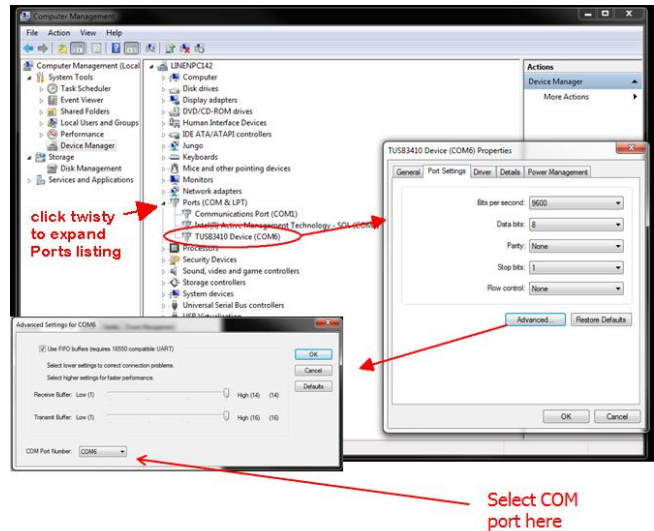 Computer Management
File Action View Help
Computer Management (Local
System Tools
Task Scheduler
Event Viewer
Shared Folders
Local Users and Groups
Performance
Device Manager
Storage
Disk Management
Services and Applications
LINENPC142
Computer
Disk drives
Display adapters
DVD/CD-ROM drives
Human Interface Devices
IDE ATA/ATAPI controllers
Jungo
Keyboards
Mice and other pointing devices
Monitors
Network adapters
Ports (COM & LPT)
Communications Port (COM1)
Intel(R) Active Management Technology - SOL (COM
TUSB3410 Device (COM6)
Processors
Security Devices
Sound, video and game controllers
Storage controllers
System devices
Universal Serial Bus controllers
USB Virtualization
Actions
Device Manager
More Actions
click twisty
to expand
Ports listing
TUSB3410 Device (COM6) Properties
General Port Settings Driver Details Power Management
Bits per second: 9600
Data bits: 8
Parity: None
Stop bits: 1
Flow control: None
Advanced... Restore Defaults
OK Cancel
Advanced Settings for COM6
Use FIFO buffers (requires 16550 compatible UART)
Select lower settings to correct connection problems.
Select higher settings for faster performance.
Receive Buffer: Low (1) High (14) (14)
Transmit Buffer: Low (1) High (16) (16)
COM Port Number: COM6
OK
Cancel
Defaults
Select COM
port here